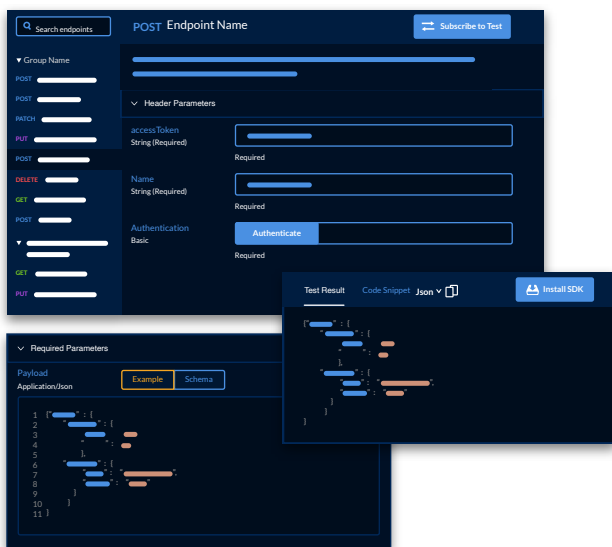 Search endpoints
POST Endpoint Name
Subscribe to Test
▼ Group Name
POST
POST
PATCH
PUT
POST
DELETE
GET
POST
▼
GET
PUT
Header Parameters
accessToken
String (Required)
Required
Name
String (Required)
Required
Authentication
Basic
Authenticate
Required
Test Result Code Snippet Json
Install SDK
[" " : [
" " : [
" " :
],
" " : [
" " : " ",
" " : " "
]
]
}
Required Parameters
Payload
Application/Json
Example Schema
1 [" " : [
2 " " : [
3
4 " " :
5 ],
6 " " : [
7 " " : " ",
8 " " : " "
9 ]
10 ]
11 }